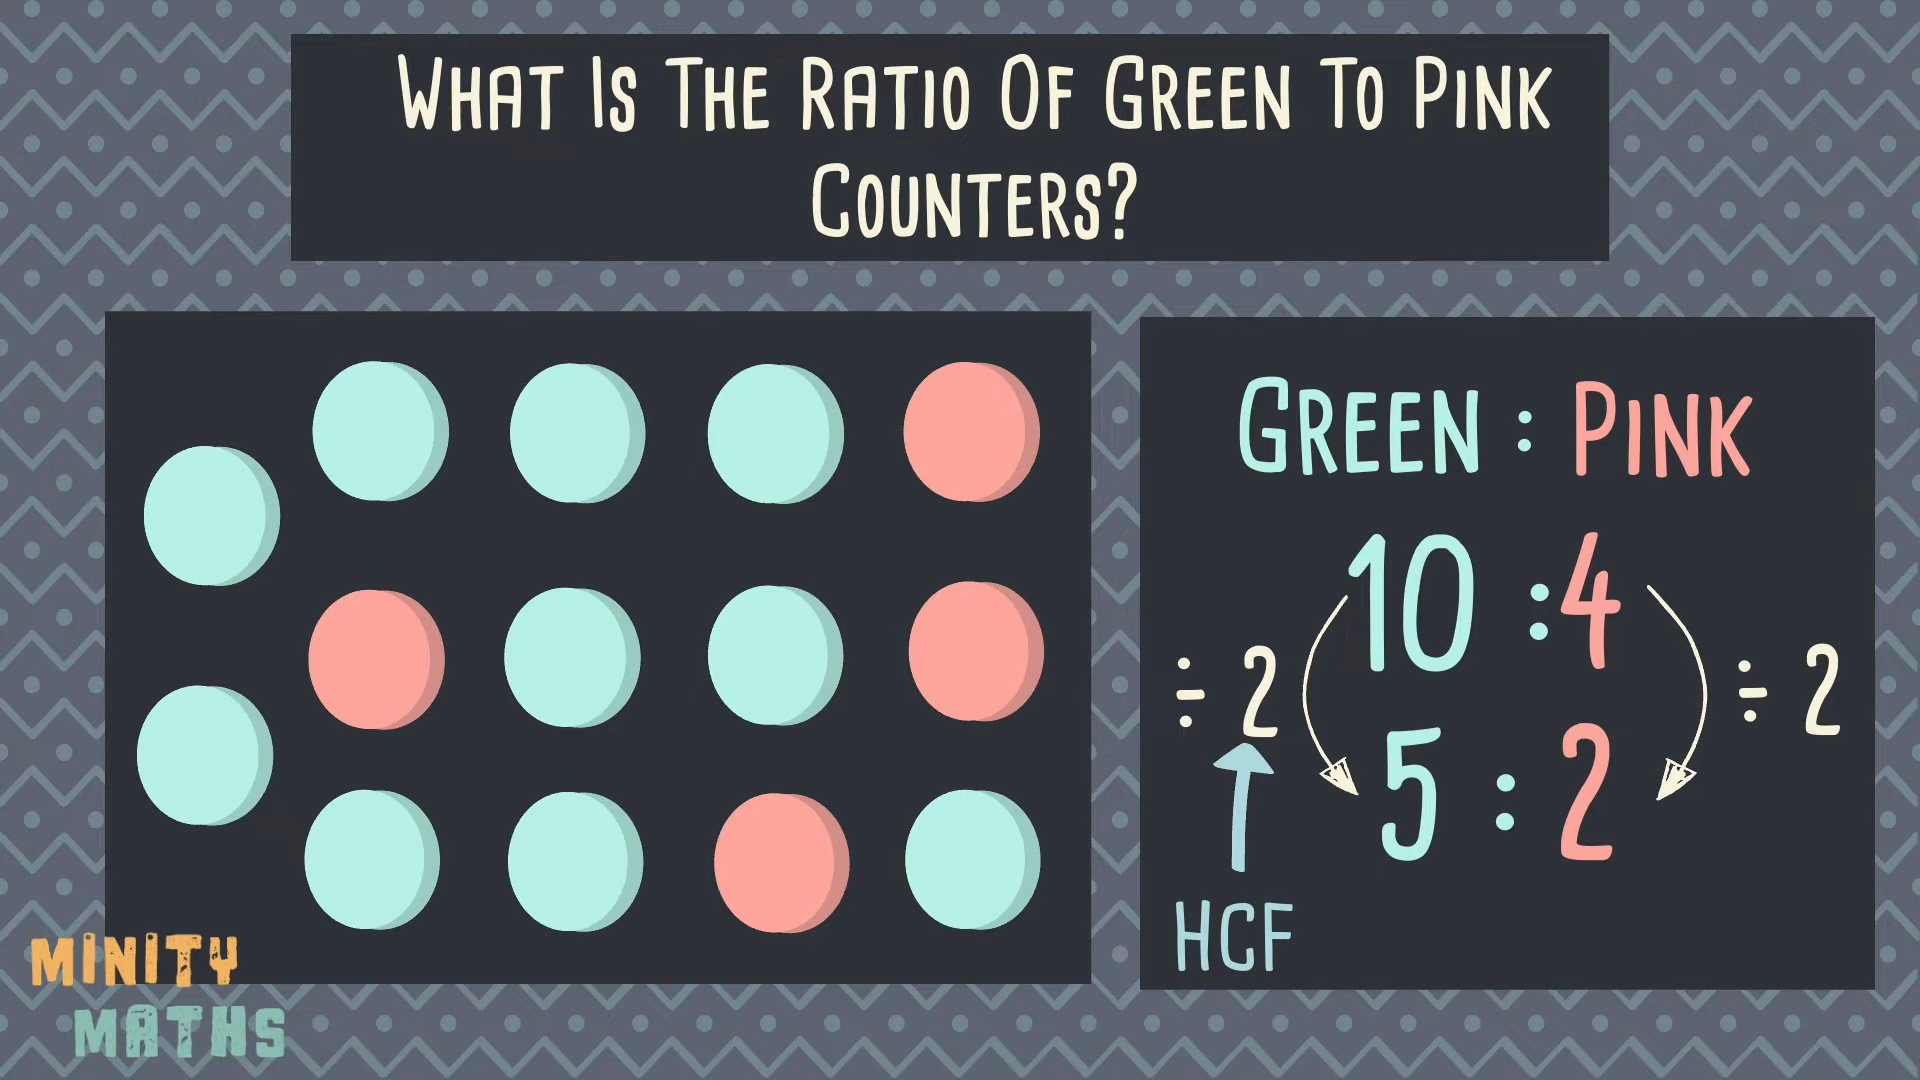 What Is The Ratio Of Green To Pink
Counters?
Green : Pink
10 : 4
÷ 2
÷ 2
5 : 2
HCF
MINITY
MATHS